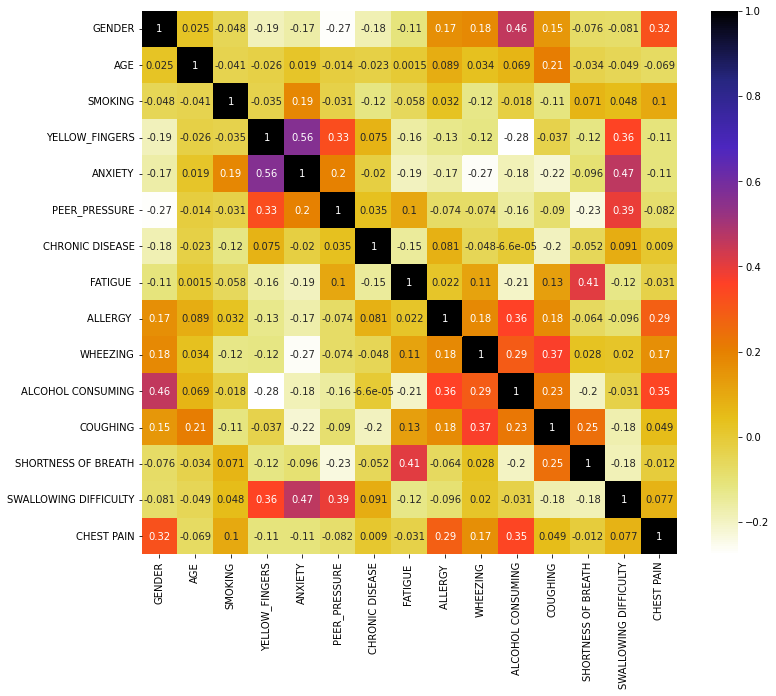 GENDER 1 0.025 -0.048 -0.19 -0.17 -0.27 -0.18 -0.11 0.17 0.18 0.46 0.15 -0.076 -0.081 0.32
AGE 0.025 1 -0.041 -0.026 0.019 -0.014 -0.023 0.0015 0.089 0.034 0.069 0.21 -0.034 -0.049 -0.069
SMOKING -0.048 -0.041 1 -0.035 0.19 -0.031 -0.12 -0.058 0.032 -0.12 -0.018 -0.11 0.071 0.048 0.1
YELLOW_FINGERS -0.19 -0.026 -0.035 1 0.56 0.33 0.075 -0.16 -0.13 -0.12 -0.28 -0.037 -0.12 0.36 -0.11
ANXIETY -0.17 0.019 0.19 0.56 1 0.2 -0.02 -0.19 -0.17 -0.27 -0.18 -0.22 -0.096 0.47 -0.11
PEER_PRESSURE -0.27 -0.014 -0.031 0.33 0.2 1 0.035 0.1 -0.074 -0.074 -0.16 -0.09 -0.23 0.39 -0.082
CHRONIC DISEASE -0.18 -0.023 -0.12 0.075 -0.02 0.035 1 -0.15 0.081 -0.048 -6.6e-05 -0.2 -0.052 0.091 0.009
FATIGUE -0.11 0.0015 -0.058 -0.16 -0.19 0.1 -0.15 1 0.022 0.11 -0.21 0.13 0.41 -0.12 -0.031
ALLERGY 0.17 0.089 0.032 -0.13 -0.17 -0.074 0.081 0.022 1 0.18 0.36 0.18 -0.064 -0.096 0.29
WHEEZING 0.18 0.034 -0.12 -0.12 -0.27 -0.074 -0.048 0.11 0.18 1 0.29 0.37 0.028 0.02 0.17
ALCOHOL CONSUMING 0.46 0.069 -0.018 -0.28 -0.18 -0.16 -6.6e-05 -0.21 0.36 0.29 1 0.23 -0.2 -0.031 0.35
COUGHING 0.15 0.21 -0.11 -0.037 -0.22 -0.09 -0.2 0.13 0.18 0.37 0.23 1 0.25 -0.18 0.049
SHORTNESS OF BREATH -0.076 -0.034 0.071 -0.12 -0.096 -0.23 -0.052 0.41 -0.064 0.028 -0.2 0.25 1 -0.18 -0.012
SWALLOWING DIFFICULTY -0.081 -0.049 0.048 0.36 0.47 0.39 0.091 -0.12 -0.096 0.02 -0.031 -0.18 -0.18 1 0.077
CHEST PAIN 0.32 -0.069 0.1 -0.11 -0.11 -0.082 0.009 -0.031 0.29 0.17 0.35 0.049 -0.012 0.077 1
GENDER
AGE
SMOKING
YELLOW_FINGERS
ANXIETY
PEER_PRESSURE
CHRONIC DISEASE
FATIGUE
ALLERGY
WHEEZING
ALCOHOL CONSUMING
COUGHING
SHORTNESS OF BREATH
SWALLOWING DIFFICULTY
CHEST PAIN
1.0
0.8
0.6
0.4
0.2
0.0
−0.2